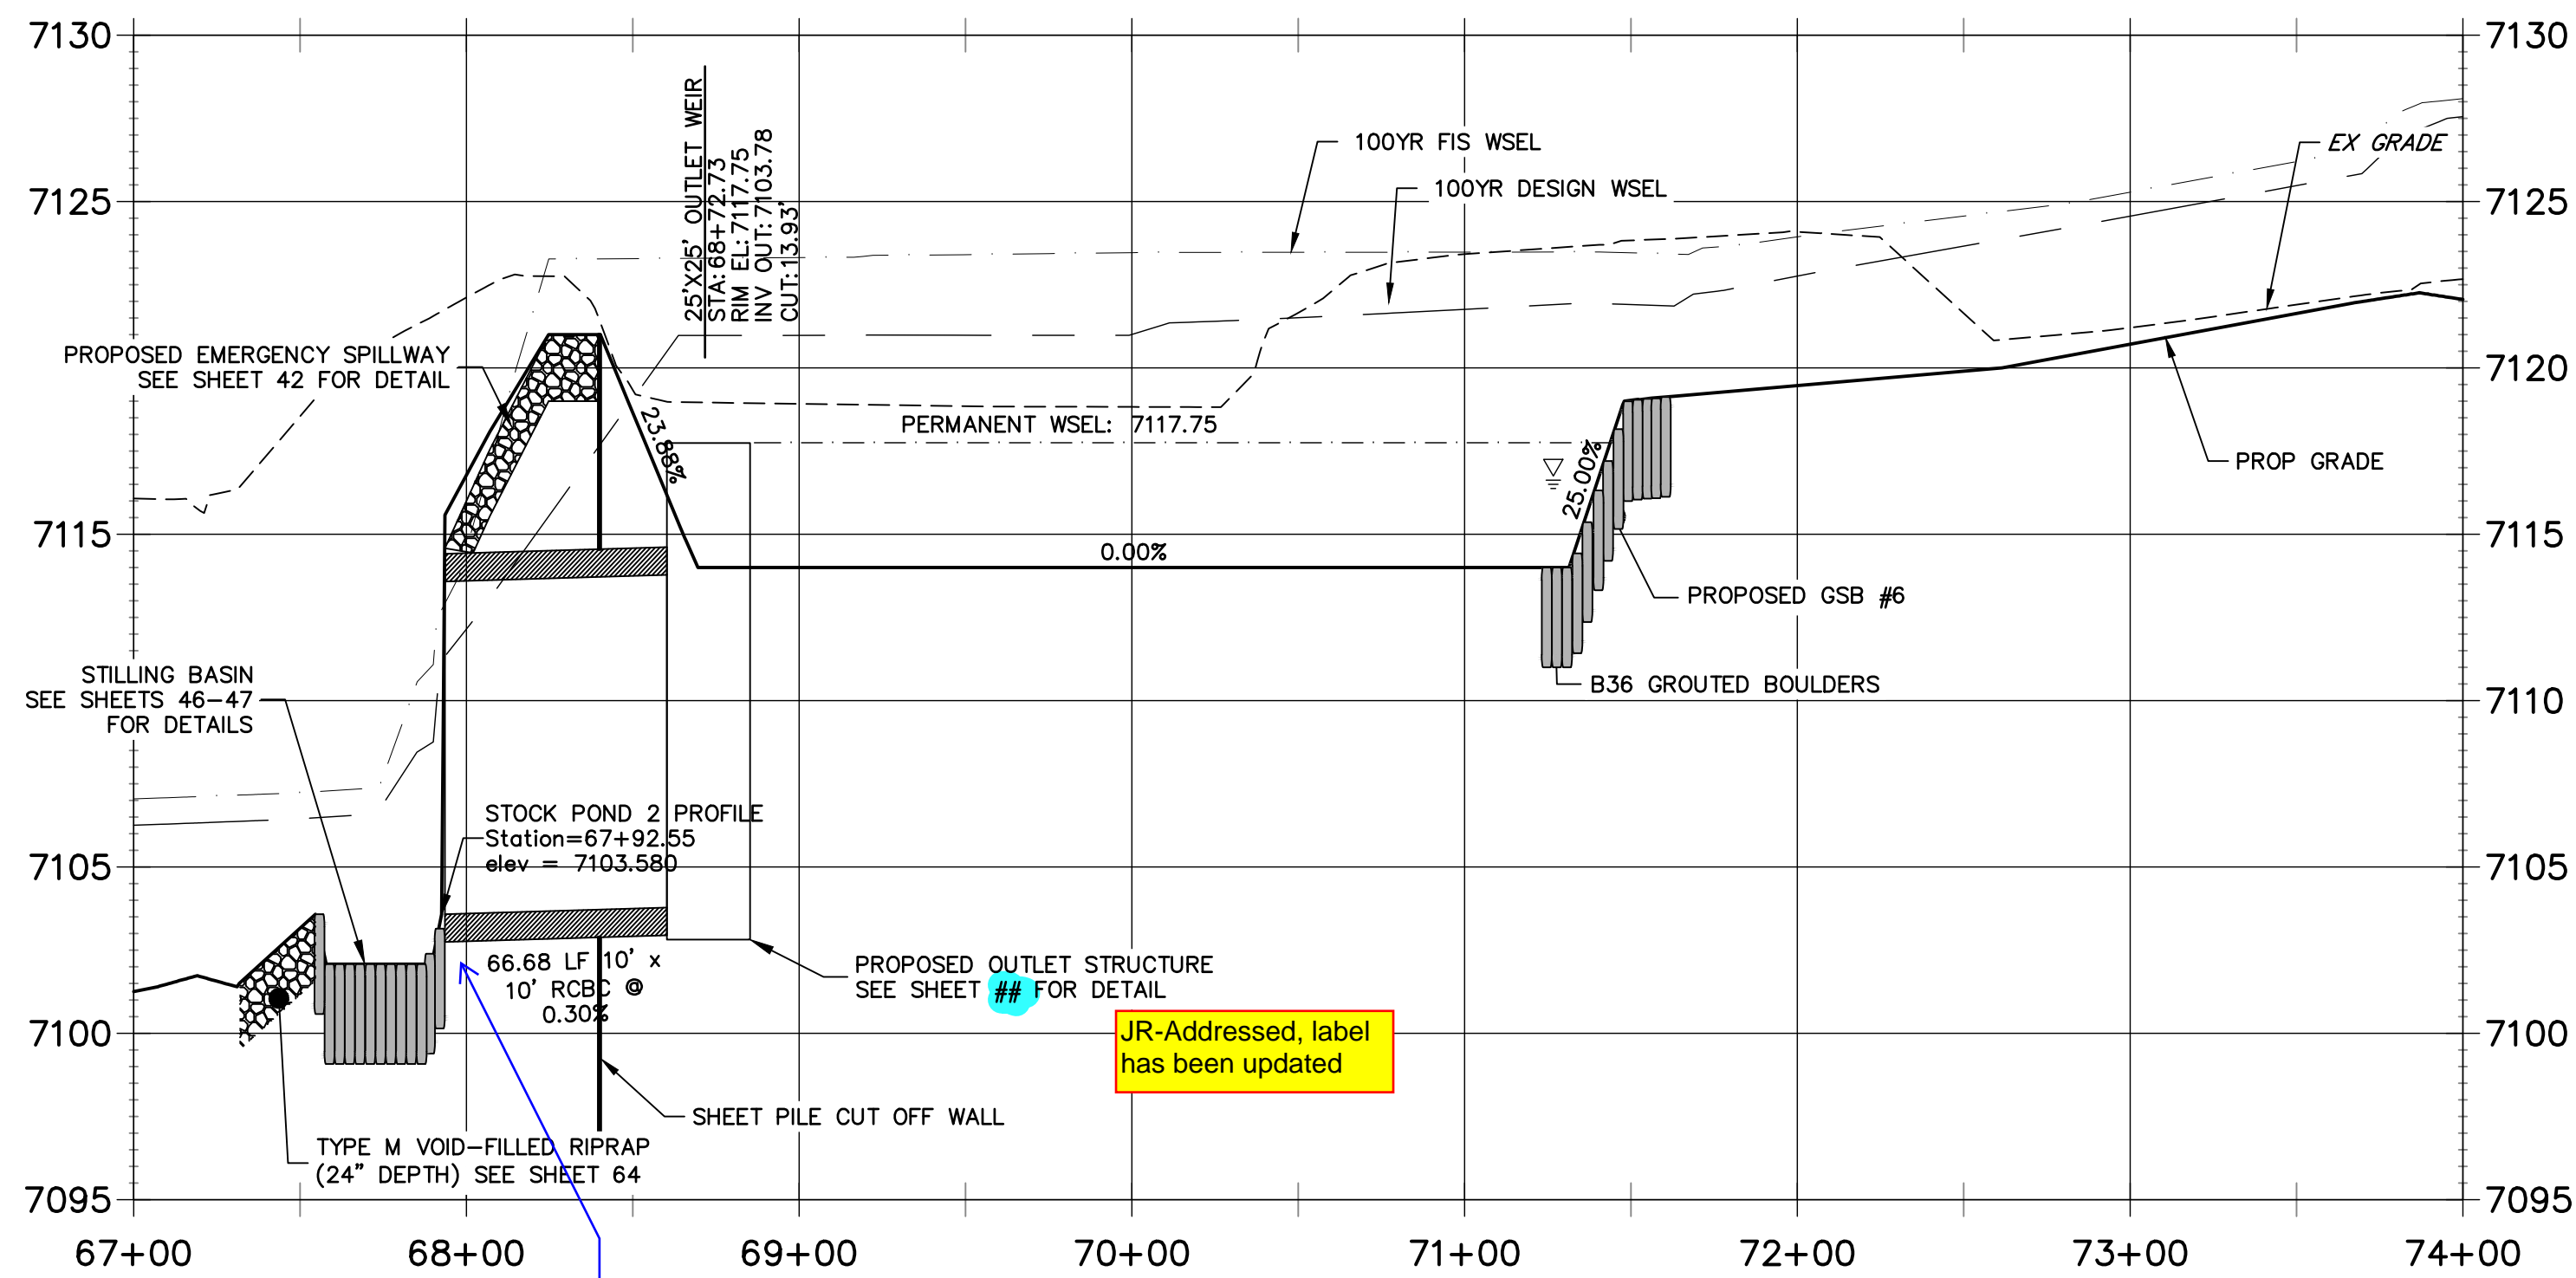 7130
7130
25'X25' OUTLET WEIR
STA: 68+72.73
RIM EL: 7117.75
INV OUT: 7103.78
CUT: 13.93'
100YR FIS WSEL
EX GRADE
100YR DESIGN WSEL
7125
7125
PROPOSED EMERGENCY SPILLWAY
SEE SHEET 42 FOR DETAIL
7120
7120
23.88%
PERMANENT WSEL: 7117.75
25.00%
PROP GRADE
7115
7115
0.00%
PROPOSED GSB #6
B36 GROUTED BOULDERS
STILLING BASIN
SEE SHEETS 46-47
FOR DETAILS
7110
7110
STOCK POND 2 PROFILE
Station=67+92.55
elev = 7103.580
7105
7105
66.68 LF 10' x
10' RCBC @
0.30%
PROPOSED OUTLET STRUCTURE
SEE SHEET ## FOR DETAIL
JR-Addressed, label
has been updated
7100
7100
SHEET PILE CUT OFF WALL
TYPE M VOID-FILLED RIPRAP
(24" DEPTH) SEE SHEET 64
7095
7095
67+00 68+00 69+00 70+00 71+00 72+00 73+00 74+00